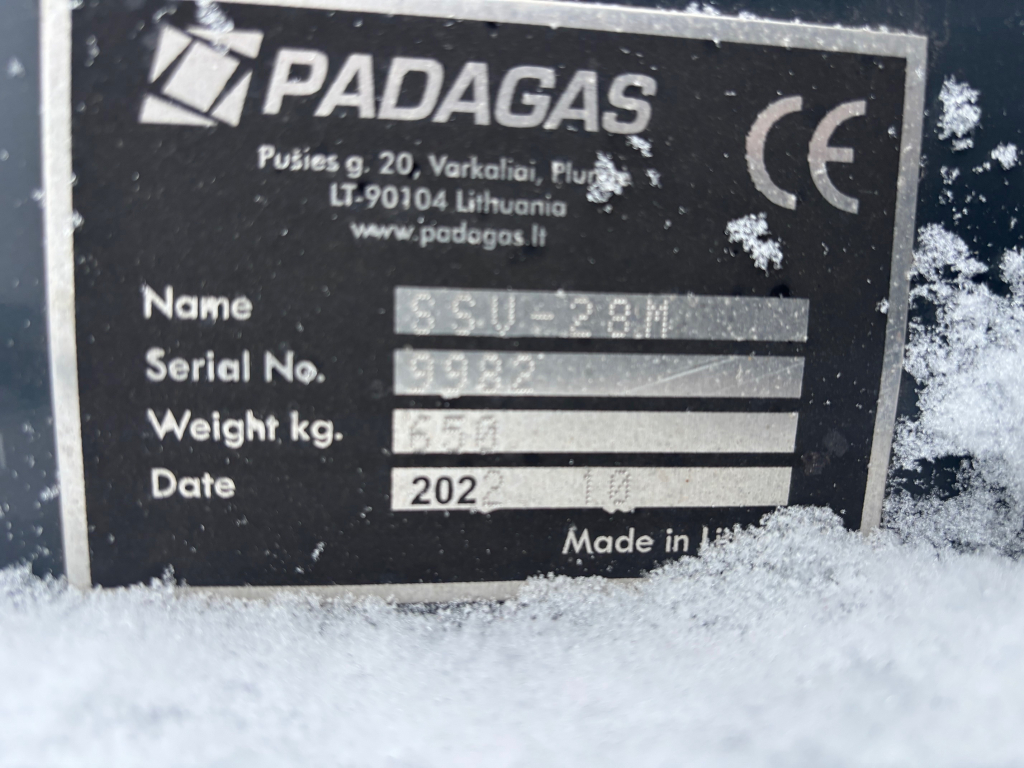 PADAGAS
CE
Pušies g. 20, Varkaliai,
LT-90104 Lithuania
www.padagas.lt
Name SSV-28M
Serial No. 9982
Weight kg. 650
Date 2022 10
Made in